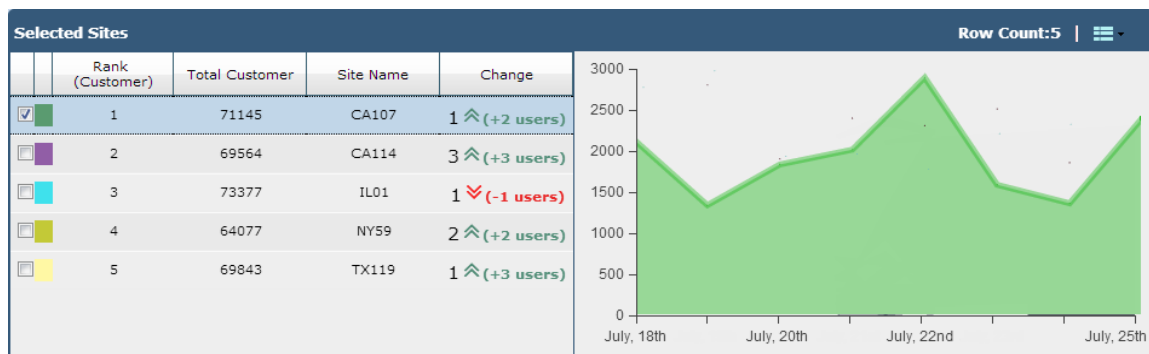 Selected Sites Row Count:5 |
Rank (Customer) Total Customer Site Name Change
1 71145 CA107 1 (+2 users)
2 69564 CA114 3 (+3 users)
3 73377 IL01 1 (-1 users)
4 64077 NY59 2 (+2 users)
5 69843 TX119 1 (+3 users)
3000
2500
2000
1500
1000
500
0
July, 18th July, 20th July, 22nd July, 25th